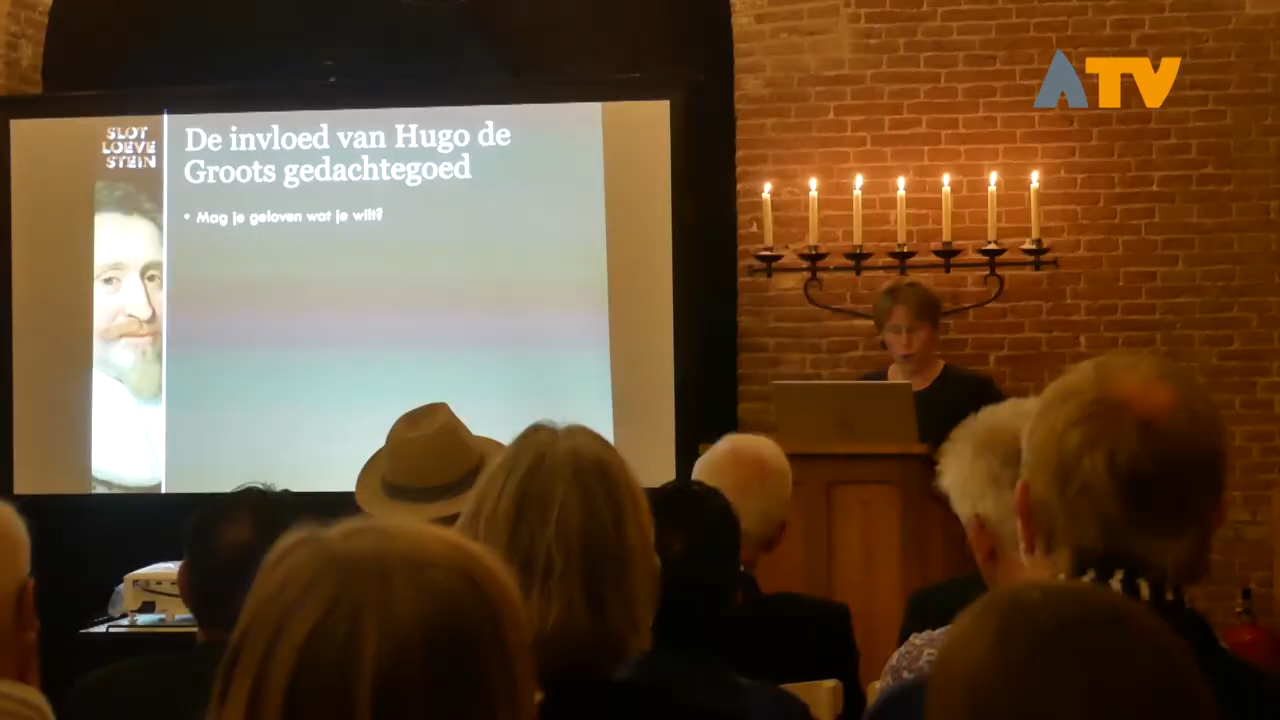 ATV
SLOT
LOEVE
STEIN
De invloed van Hugo de
Groots gedachtegoed
• Mag je geloven wat je wilt?